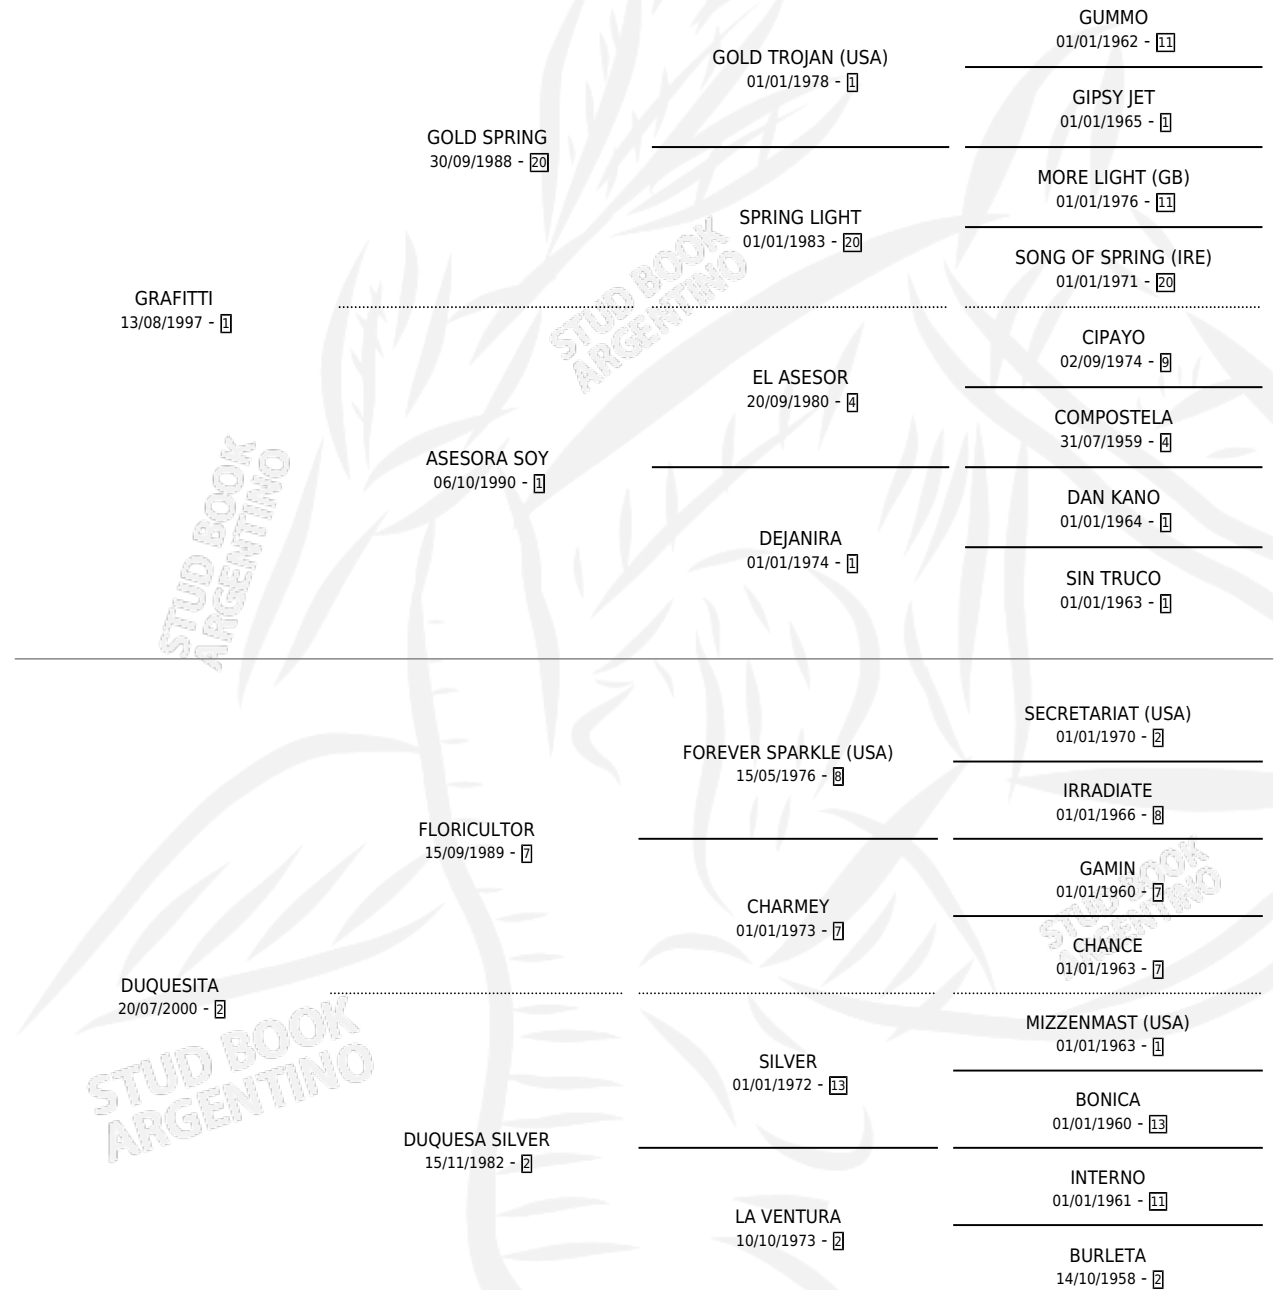 GUMMO
01/01/1962 - 11
GOLD TROJAN (USA)
01/01/1978 - 1
GIPSY JET
01/01/1965 - 1
GOLD SPRING
30/09/1988 - 20
MORE LIGHT (GB)
01/01/1976 - 11
SPRING LIGHT
01/01/1983 - 20
SONG OF SPRING (IRE)
01/01/1971 - 20
GRAFITTI
13/08/1997 - 1
CIPAYO
02/09/1974 - 9
EL ASESOR
20/09/1980 - 4
COMPOSTELA
31/07/1959 - 4
ASESORA SOY
06/10/1990 - 1
DAN KANO
01/01/1964 - 1
DEJANIRA
01/01/1974 - 1
SIN TRUCO
01/01/1963 - 1
STUD BOOK
ARGENTINO
STUD BOOK
ARGENTINO
SECRETARIAT (USA)
01/01/1970 - 2
FOREVER SPARKLE (USA)
15/05/1976 - 8
IRRADIATE
01/01/1966 - 8
FLORICULTOR
15/09/1989 - 7
GAMIN
01/01/1960 - 7
CHARMEY
01/01/1973 - 7
CHANCE
01/01/1963 - 7
DUQUESITA
20/07/2000 - 2
MIZZENMAST (USA)
01/01/1963 - 1
SILVER
01/01/1972 - 13
BONICA
01/01/1960 - 13
DUQUESA SILVER
15/11/1982 - 2
INTERNO
01/01/1961 - 11
LA VENTURA
10/10/1973 - 2
BURLETA
14/10/1958 - 2
STUD BOOK
ARGENTINO
STUD BOOK
ARGENTINO